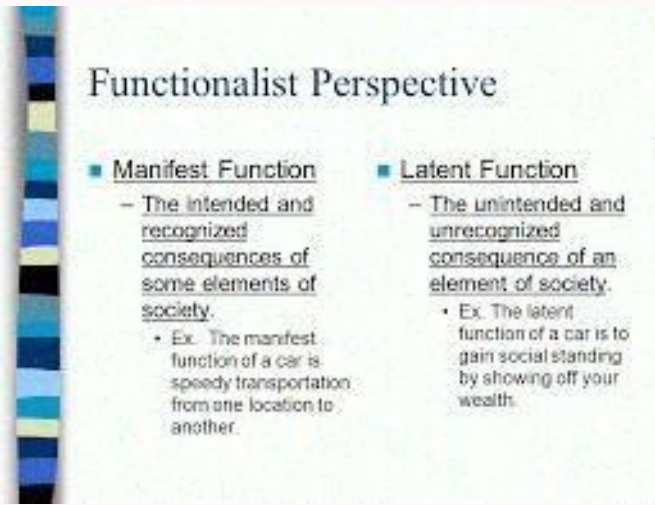 Functionalist Perspective
Manifest Function
– The intended and
recognized
consequences of
some elements of
society.
• Ex. The manifest
function of a car is
speedy transportation
from one location to
another.
Latent Function
– The unintended and
unrecognized
consequence of an
element of society.
• Ex. The latent
function of a car is to
gain social standing
by showing off your
wealth.